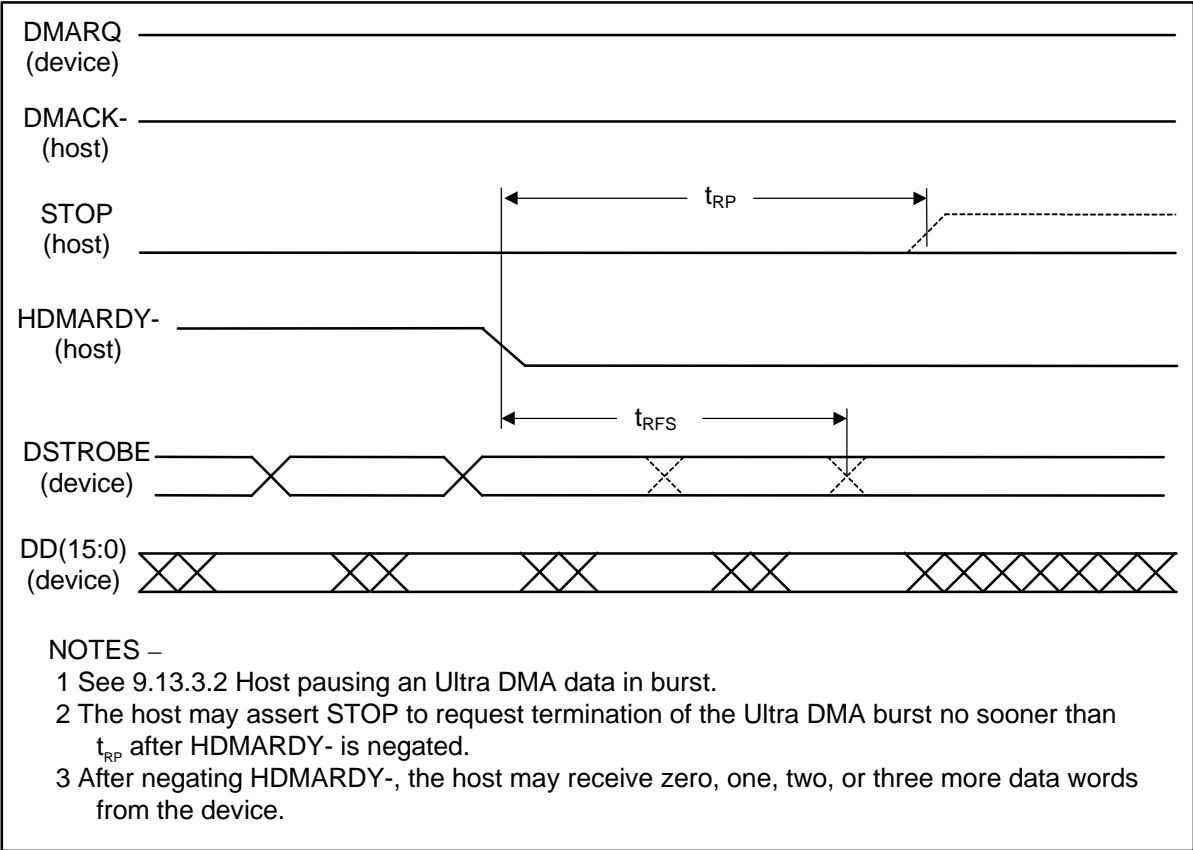 DMARQ
(device)
DMACK-
(host)
t_RP
STOP
(host)
HDMARDY-
(host)
t_RFS
DSTROBE
(device)
DD(15:0)
(device)
NOTES –
1 See 9.13.3.2 Host pausing an Ultra DMA data in burst.
2 The host may assert STOP to request termination of the Ultra DMA burst no sooner than
t_RP after HDMARDY- is negated.
3 After negating HDMARDY-, the host may receive zero, one, two, or three more data words
from the device.